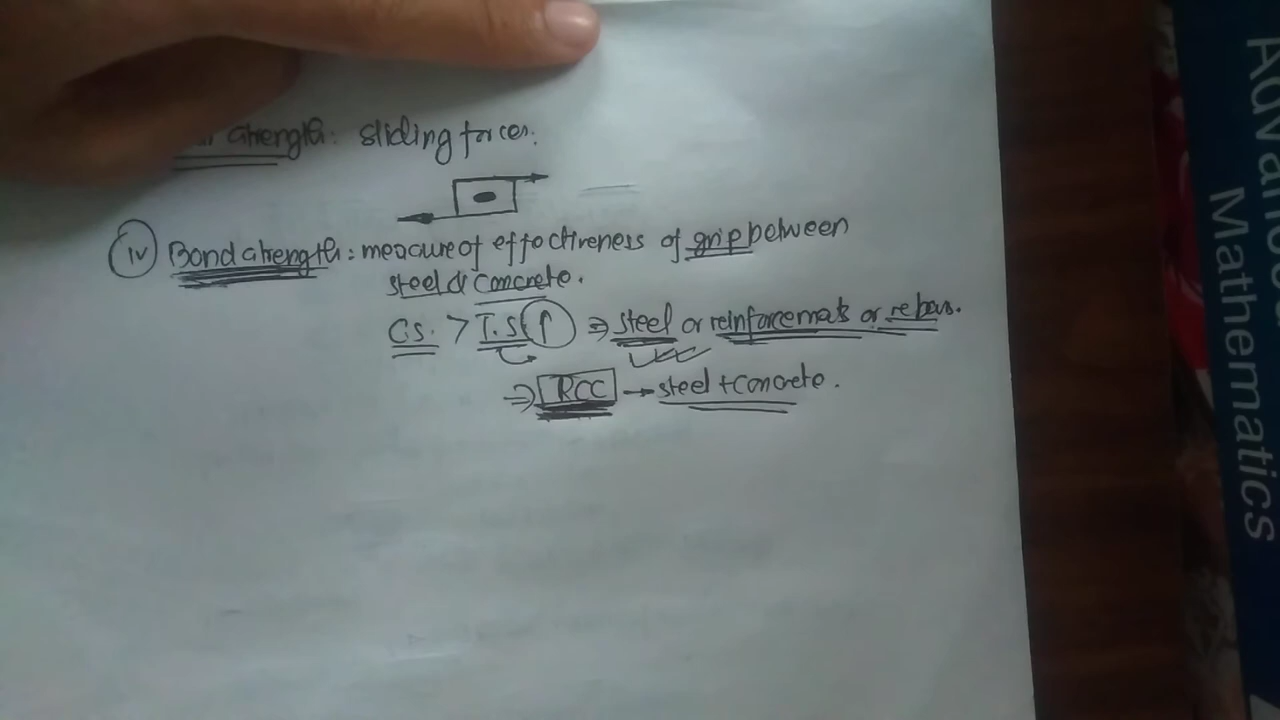 strength: sliding forces.
(iv) Bond strength: measure of effectiveness of grip between
steel & concrete.
C.S. > T.S(↑) ⇒ steel or reinforcements or rebars.
⇒ RCC → steel + concrete.
Mathematics